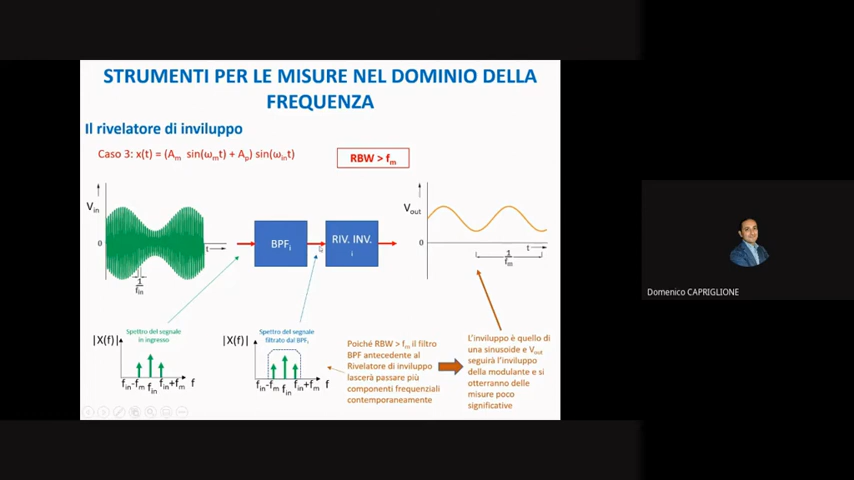 STRUMENTI PER LE MISURE NEL DOMINIO DELLA
FREQUENZA
Il rivelatore di inviluppo
Caso 3: x(t) = (Am sin(ωmt) + Ap) sin(ωint)
RBW > fm
Vin
0
t
1
fin
BPFi
RIV. INV.
i
Vout
0
t
1
fm
Domenico CAPRIGLIONE
Spettro del segnale
in ingresso
|X(f)|
fin-fm fin fin+fm f
Spettro del segnale
filtrato dal BPFi
|X(f)|
fin-fm fin fin+fm f
Poiché RBW > fm il filtro
BPF antecedente al
Rivelatore di inviluppo
lascerà passare più
componenti frequenziali
contemporaneamente
L'inviluppo è quello di
una sinusoide e Vout
seguirà l'inviluppo
della modulante e si
otterranno delle
misure poco
significative